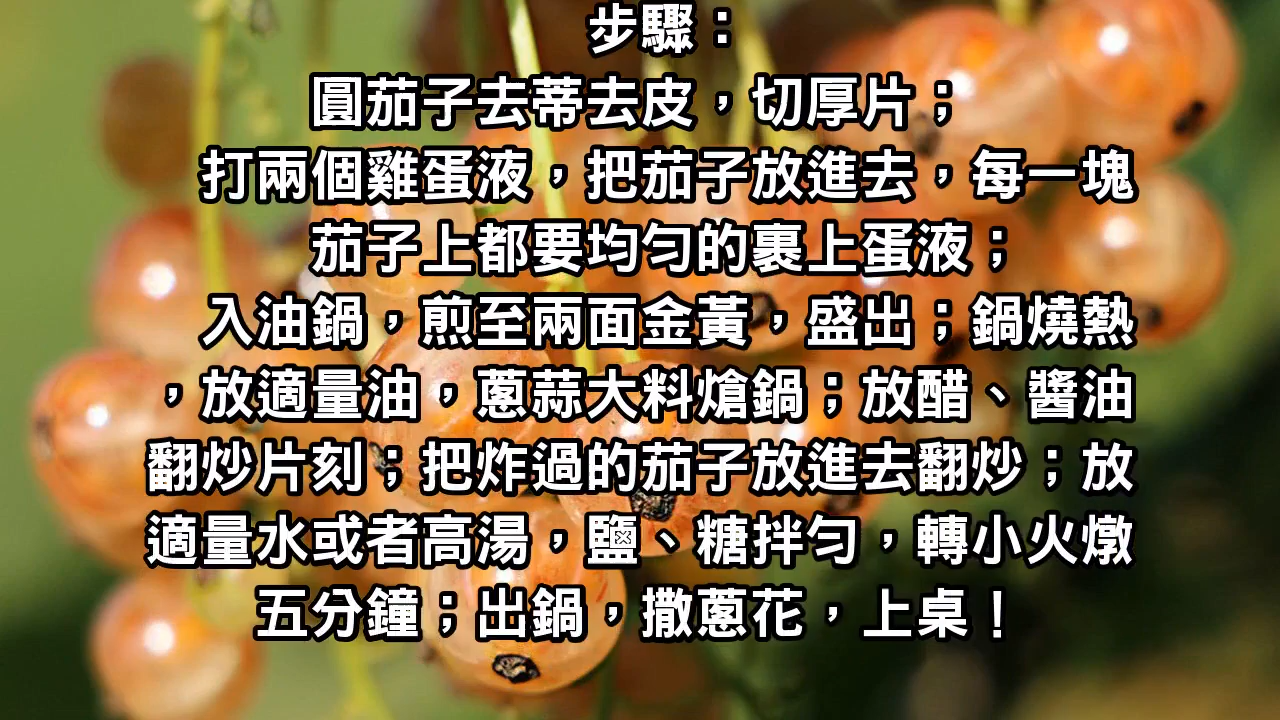 步驟：
圓茄子去蒂去皮，切厚片；
打兩個雞蛋液，把茄子放進去，每一塊
茄子上都要均勻的裹上蛋液；
入油鍋，煎至兩面金黃，盛出；鍋燒熱
，放適量油，蔥蒜大料熗鍋；放醋、醬油
翻炒片刻；把炸過的茄子放進去翻炒；放
適量水或者高湯，鹽、糖拌勻，轉小火燉
五分鐘；出鍋，撒蔥花，上桌！